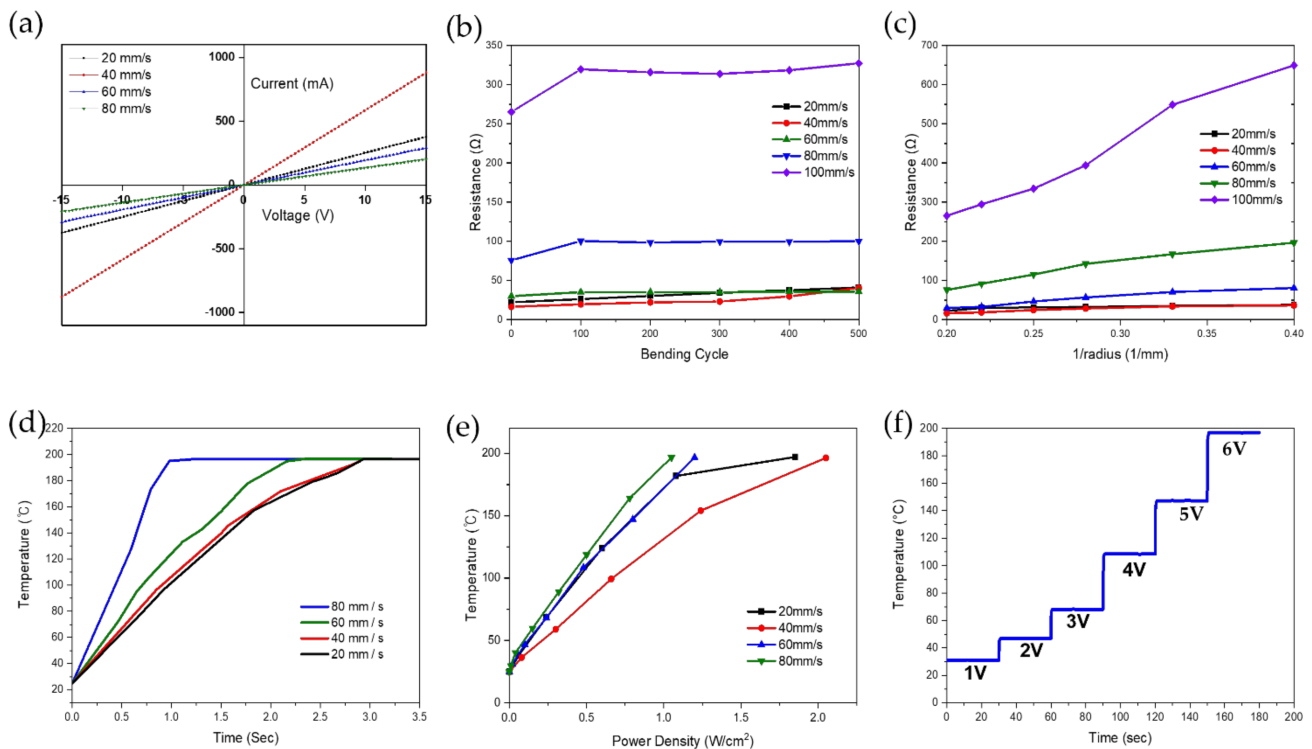 (a)
20 mm/s
40 mm/s
60 mm/s
80 mm/s
1000
Current (mA)
500
0
-15
-10
-5
0
5
10
15
Voltage (V)
-500
-1000
(b)
350
300
250
200
150
100
50
0
Resistance (Ω)
20mm/s
40mm/s
60mm/s
80mm/s
100mm/s
0
100
200
300
400
500
Bending Cycle
(c)
700
600
500
400
300
200
100
0
Resistance (Ω)
20mm/s
40mm/s
60mm/s
80mm/s
100mm/s
0.20
0.25
0.30
0.35
0.40
1/radius (1/mm)
(d)
220
200
180
160
140
120
100
80
60
40
20
Temperature (℃)
80 mm / s
60 mm / s
40 mm / s
20 mm / s
0.0
0.5
1.0
1.5
2.0
2.5
3.0
3.5
Time (Sec)
(e)
200
150
100
50
0
Temperature (℃)
20mm/s
40mm/s
60mm/s
80mm/s
0.0
0.5
1.0
1.5
2.0
Power Density (W/cm²)
(f)
200
180
160
140
120
100
80
60
40
20
0
Temperature (°C)
1V
2V
3V
4V
5V
6V
0
20
40
60
80
100
120
140
160
180
200
Time (sec)